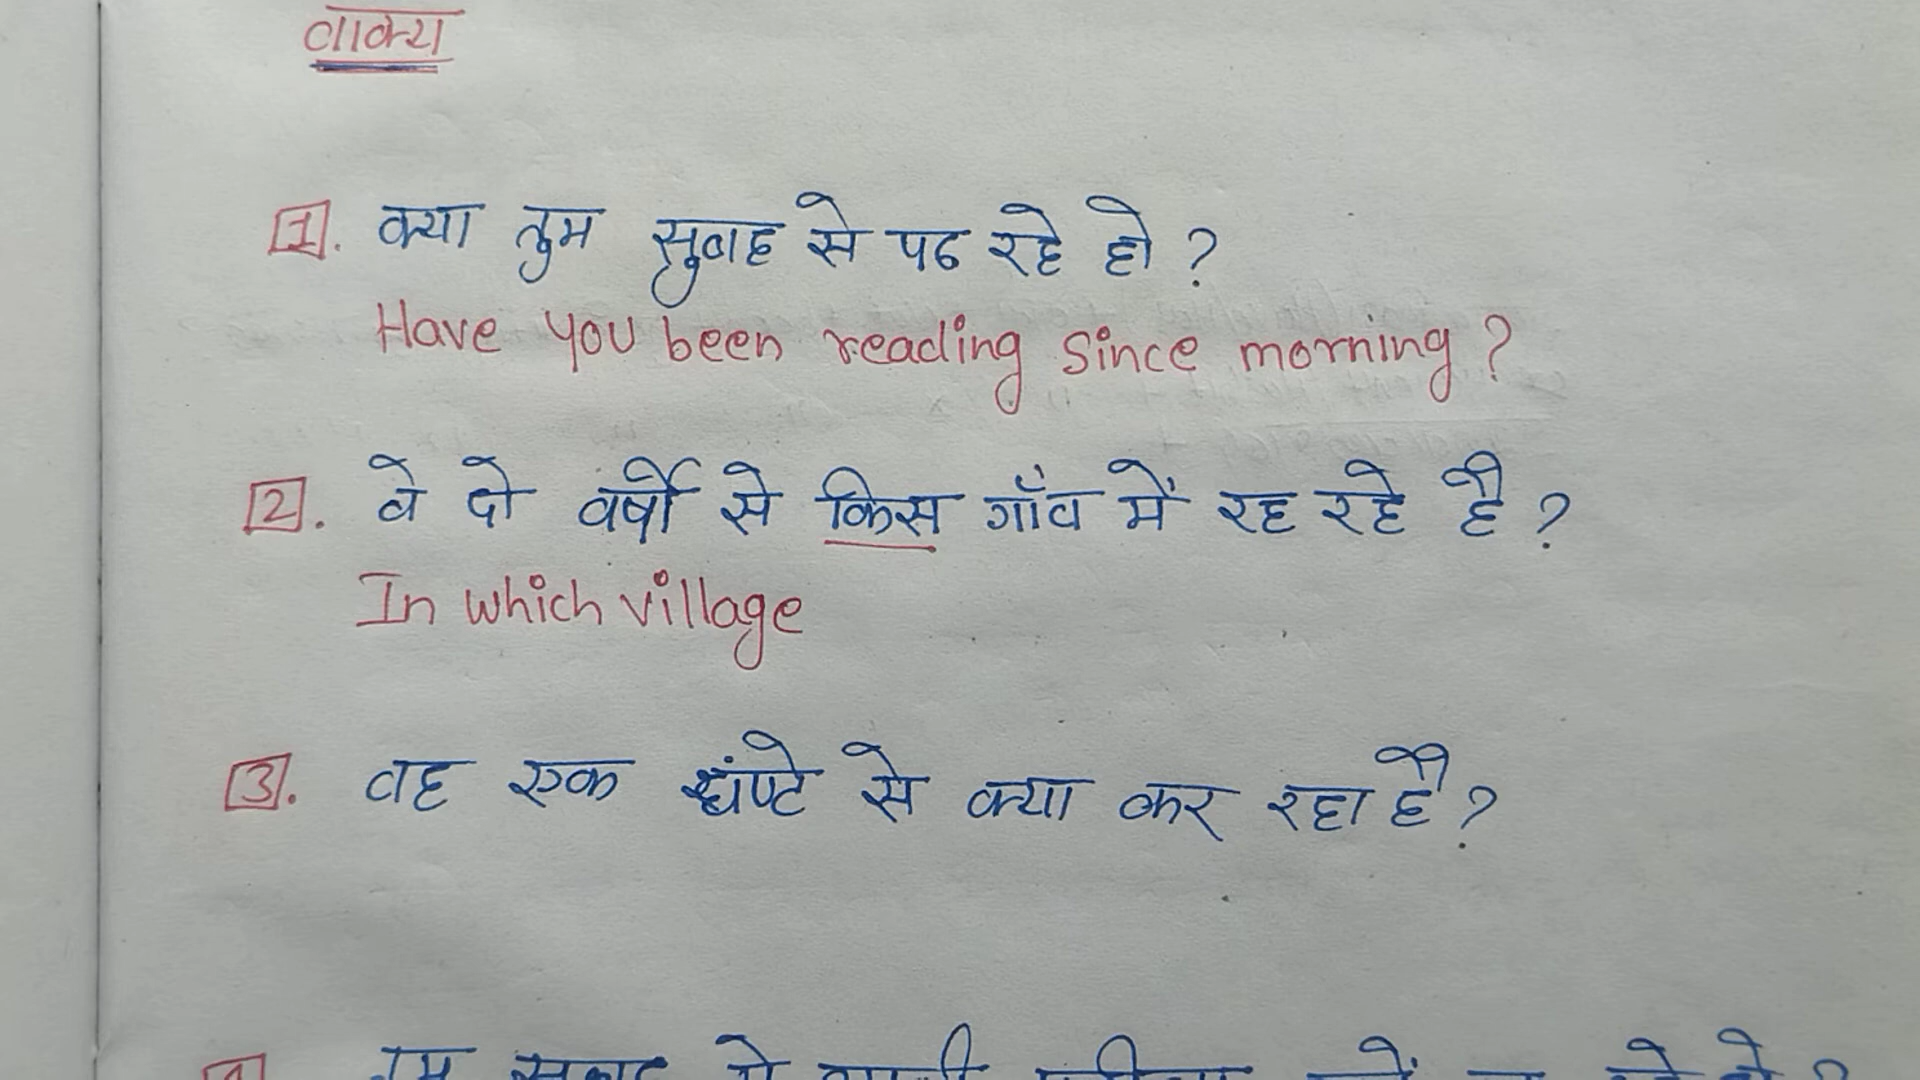 वाक्य
1. क्या तुम सुबह से पढ रहे हो ?
Have you been reading since morning ?
2. वे दो वर्षो से किस गाँव में रह रहे है ?
In which village
3. वह एक घंण्टे से क्या कर रहा है ?
तुम सुबह से